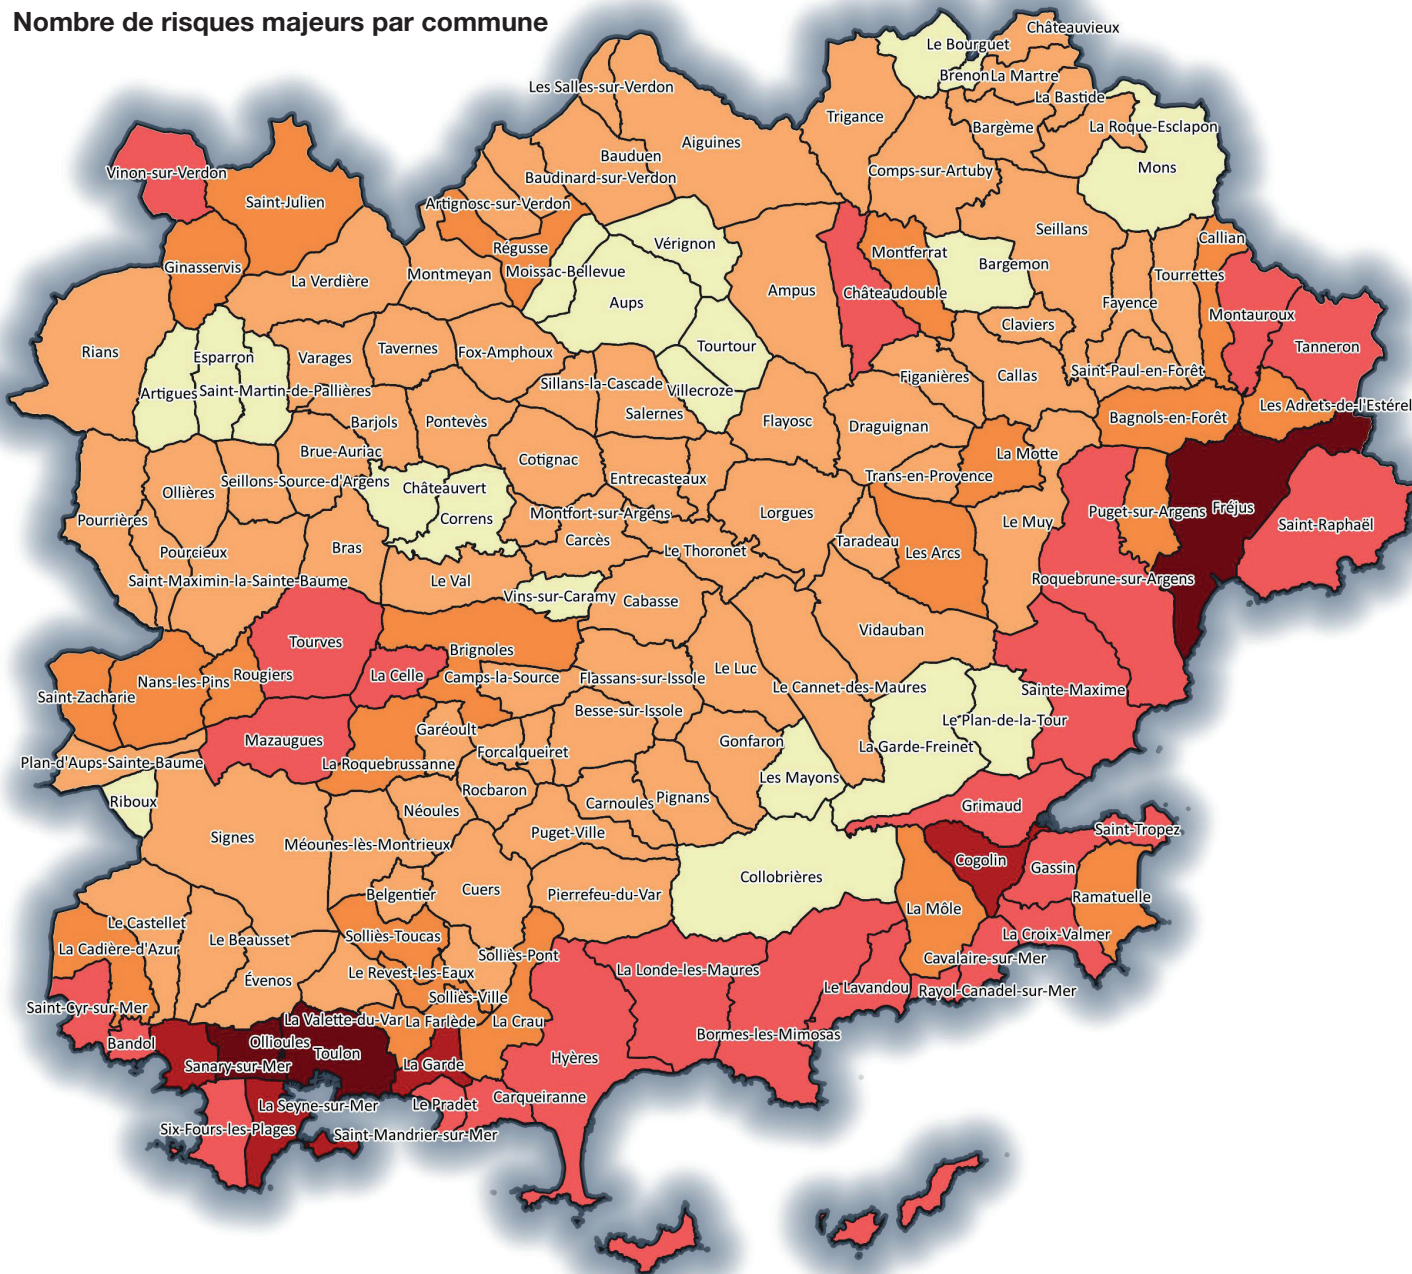 Nombre de risques majeurs par commune
Châteauvieux
Le Bourguet
Brenon
La Martre
Les Salles-sur-Verdon
La Bastide
Trigance
Bargème
La Roque-Esclapon
Aiguines
Bauduen
Mons
Comps-sur-Artuby
Vinon-sur-Verdon
Baudinard-sur-Verdon
Saint-Julien
Artignosc-sur-Verdon
Seillans
Callian
Vérignon
Régusse
Montferrat
Bargemon
Ginasservis
Moissac-Bellevue
Montmeyan
Tourrettes
La Verdière
Ampus
Châteaudouble
Aups
Fayence
Montauroux
Claviers
Tourtour
Tanneron
Rians
Esparron
Varages
Tavernes
Fox-Amphoux
Saint-Paul-en-Forêt
Figanières
Callas
Sillans-la-Cascade
Villecroze
Artigues
Saint-Martin-de-Pallières
Les Adrets-de-l'Estérel
Salernes
Bagnols-en-Forêt
Barjols
Pontevès
Flayosc
Draguignan
Brue-Auriac
La Motte
Cotignac
Trans-en-Provence
Entrecasteaux
Seillons-Source-d'Argens
Châteauvert
Ollières
Fréjus
Puget-sur-Argens
Montfort-sur-Argens
Lorgues
Correns
Pourrières
Le Muy
Saint-Raphaël
Carcès
Taradeau
Bras
Le Thoronet
Pourcieux
Les Arcs
Roquebrune-sur-Argens
Saint-Maximin-la-Sainte-Baume
Le Val
Vins-sur-Caramy
Cabasse
Vidauban
Tourves
Brignoles
Le Luc
La Celle
Rougiers
Camps-la-Source
Flassans-sur-Issole
Nans-les-Pins
Le Cannet-des-Maures
Sainte-Maxime
Saint-Zacharie
Besse-sur-Issole
Le Plan-de-la-Tour
Garéoult
Mazaugues
Gonfaron
La Garde-Freinet
Forcalqueiret
Plan-d'Aups-Sainte-Baume
La Roquebrussanne
Les Mayons
Rocbaron
Pignans
Riboux
Carnoules
Grimaud
Néoules
Saint-Tropez
Puget-Ville
Signes
Méounes-lès-Montrieux
Cogolin
Gassin
Collobrières
Cuers
Belgentier
Pierrefeu-du-Var
Ramatuelle
La Môle
Le Castellet
La Croix-Valmer
Solliès-Toucas
Le Beausset
La Cadière-d'Azur
Solliès-Pont
Cavalaire-sur-Mer
La Londe-les-Maures
Le Revest-les-Eaux
Évenos
Le Lavandou
Rayol-Canadel-sur-Mer
Solliès-Ville
Saint-Cyr-sur-Mer
La Valette-du-Var
La Farlède
La Crau
Bormes-les-Mimosas
Bandol
Ollioules
Toulon
Hyères
La Garde
Sanary-sur-Mer
Carqueiranne
La Seyne-sur-Mer
Le Pradet
Six-Fours-les-Plages
Saint-Mandrier-sur-Mer